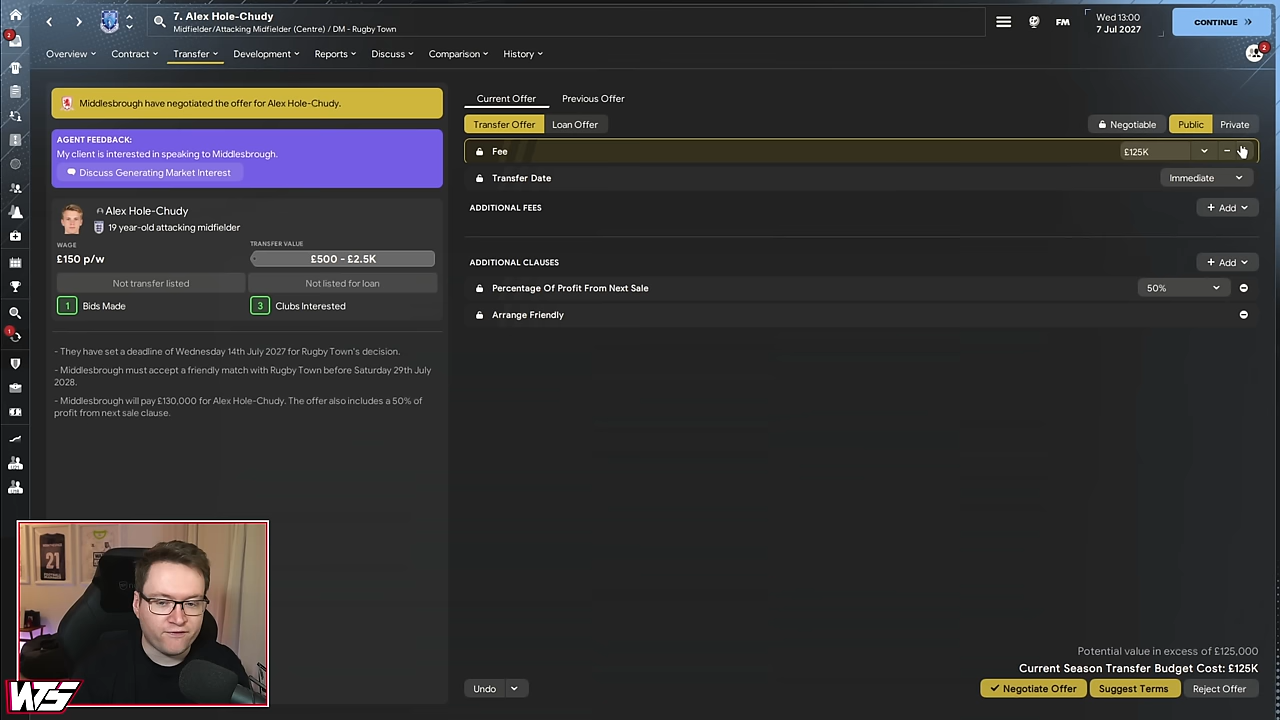 7. Alex Hole-Chudy
Midfielder/Attacking Midfielder (Centre) / DM - Rugby Town
FM
Wed 13:00
7 Jul 2027
CONTINUE
2
2
Overview
Contract
Transfer
Development
Reports
Discuss
Comparison
History
Middlesbrough have negotiated the offer for Alex Hole-Chudy.
AGENT FEEDBACK:
My client is interested in speaking to Middlesbrough.
Discuss Generating Market Interest
Alex Hole-Chudy
19 year-old attacking midfielder
WAGE
£150 p/w
TRANSFER VALUE
£500 - £2.5K
Not transfer listed
Not listed for loan
1 Bids Made
3 Clubs Interested
1
- They have set a deadline of Wednesday 14th July 2027 for Rugby Town's decision.
- Middlesbrough must accept a friendly match with Rugby Town before Saturday 29th July
2028.
- Middlesbrough will pay £130,000 for Alex Hole-Chudy. The offer also includes a 50% of
profit from next sale clause.
Current Offer
Previous Offer
Transfer Offer
Loan Offer
Negotiable
Public
Private
Fee
£125K
Transfer Date
Immediate
ADDITIONAL FEES
+ Add
ADDITIONAL CLAUSES
+ Add
Percentage Of Profit From Next Sale
50%
Arrange Friendly
Potential value in excess of £125,000
Current Season Transfer Budget Cost: £125K
Undo
Negotiate Offer
Suggest Terms
Reject Offer
21
WTS